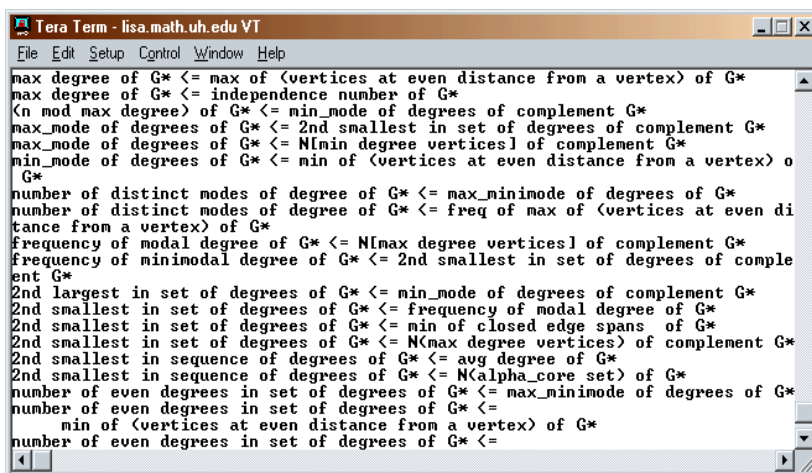 Tera Term - lisa.math.uh.edu VT
File Edit Setup Control Window Help
max degree of G* <= max of (vertices at even distance from a vertex) of G*
max degree of G* <= independence number of G*
(n mod max degree) of G* <= min_mode of degrees of complement G*
max_mode of degrees of G* <= 2nd smallest in set of degrees of complement G*
max_mode of degrees of G* <= N[min degree vertices] of complement G*
min_mode of degrees of G* <= min of (vertices at even distance from a vertex) o
 G*
number of distinct modes of degree of G* <= max_minimode of degrees of G*
number of distinct modes of degree of G* <= freq of max of (vertices at even di
tance from a vertex) of G*
frequency of modal degree of G* <= N[max degree vertices] of complement G*
frequency of minimodal degree of G* <= 2nd smallest in set of degrees of comple
ent G*
2nd largest in set of degrees of G* <= min_mode of degrees of complement G*
2nd smallest in set of degrees of G* <= frequency of modal degree of G*
2nd smallest in set of degrees of G* <= min of closed edge spans  of G*
2nd smallest in set of degrees of G* <= N(max degree vertices) of complement G*
2nd smallest in sequence of degrees of G* <= avg degree of G*
2nd smallest in sequence of degrees of G* <= N(alpha_core set) of G*
number of even degrees in set of degrees of G* <= max_minimode of degrees of G*
number of even degrees in set of degrees of G* <=
     min of (vertices at even distance from a vertex) of G*
number of even degrees in set of degrees of G* <=